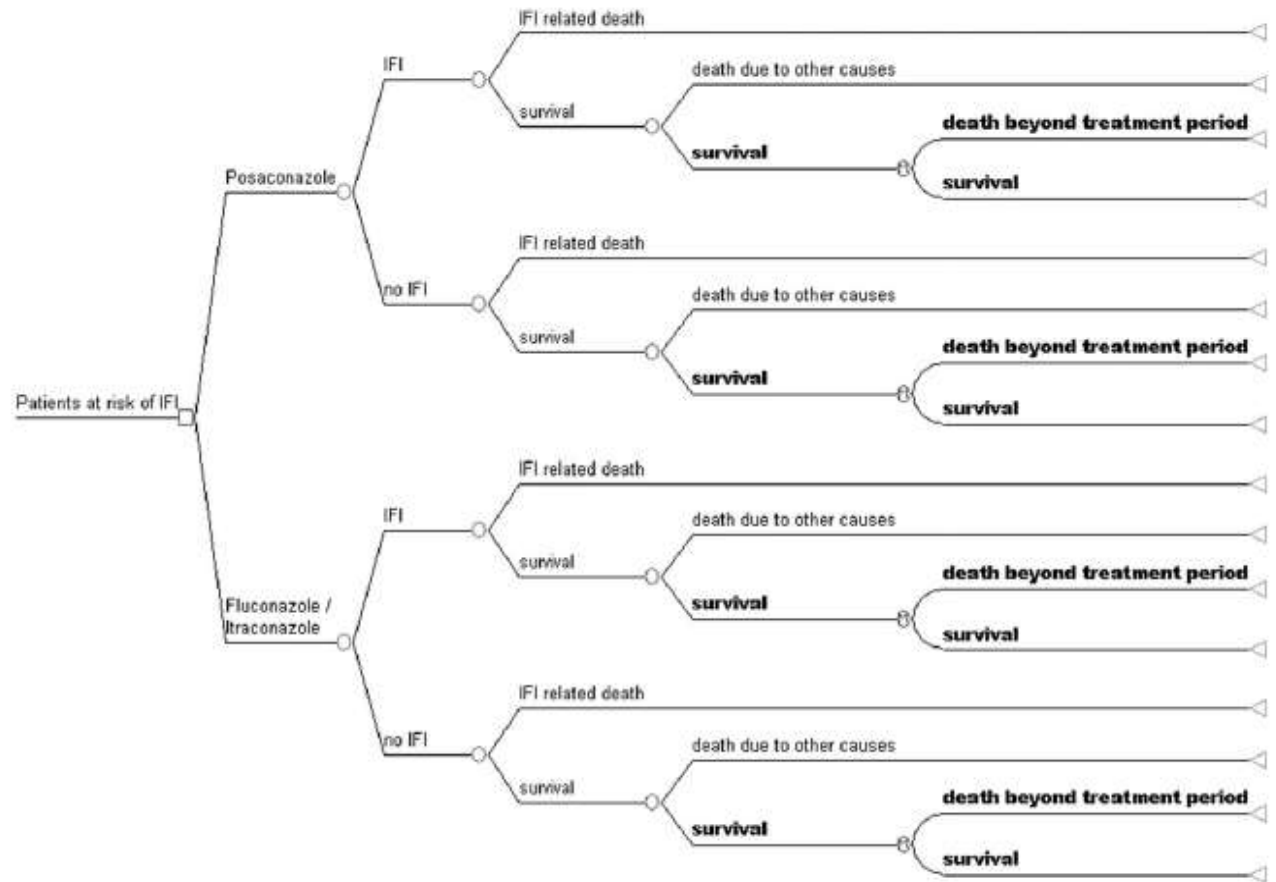 IFI related death
IFI
death due to other causes
survival
death beyond treatment period
survival
Posaconazole
survival
IFI related death
no IFI
death due to other causes
survival
death beyond treatment period
survival
Patients at risk of IFI
survival
IFI related death
IFI
death due to other causes
survival
death beyond treatment period
survival
Fluconazole /
Itraconazole
survival
IFI related death
no IFI
death due to other causes
survival
death beyond treatment period
survival
survival